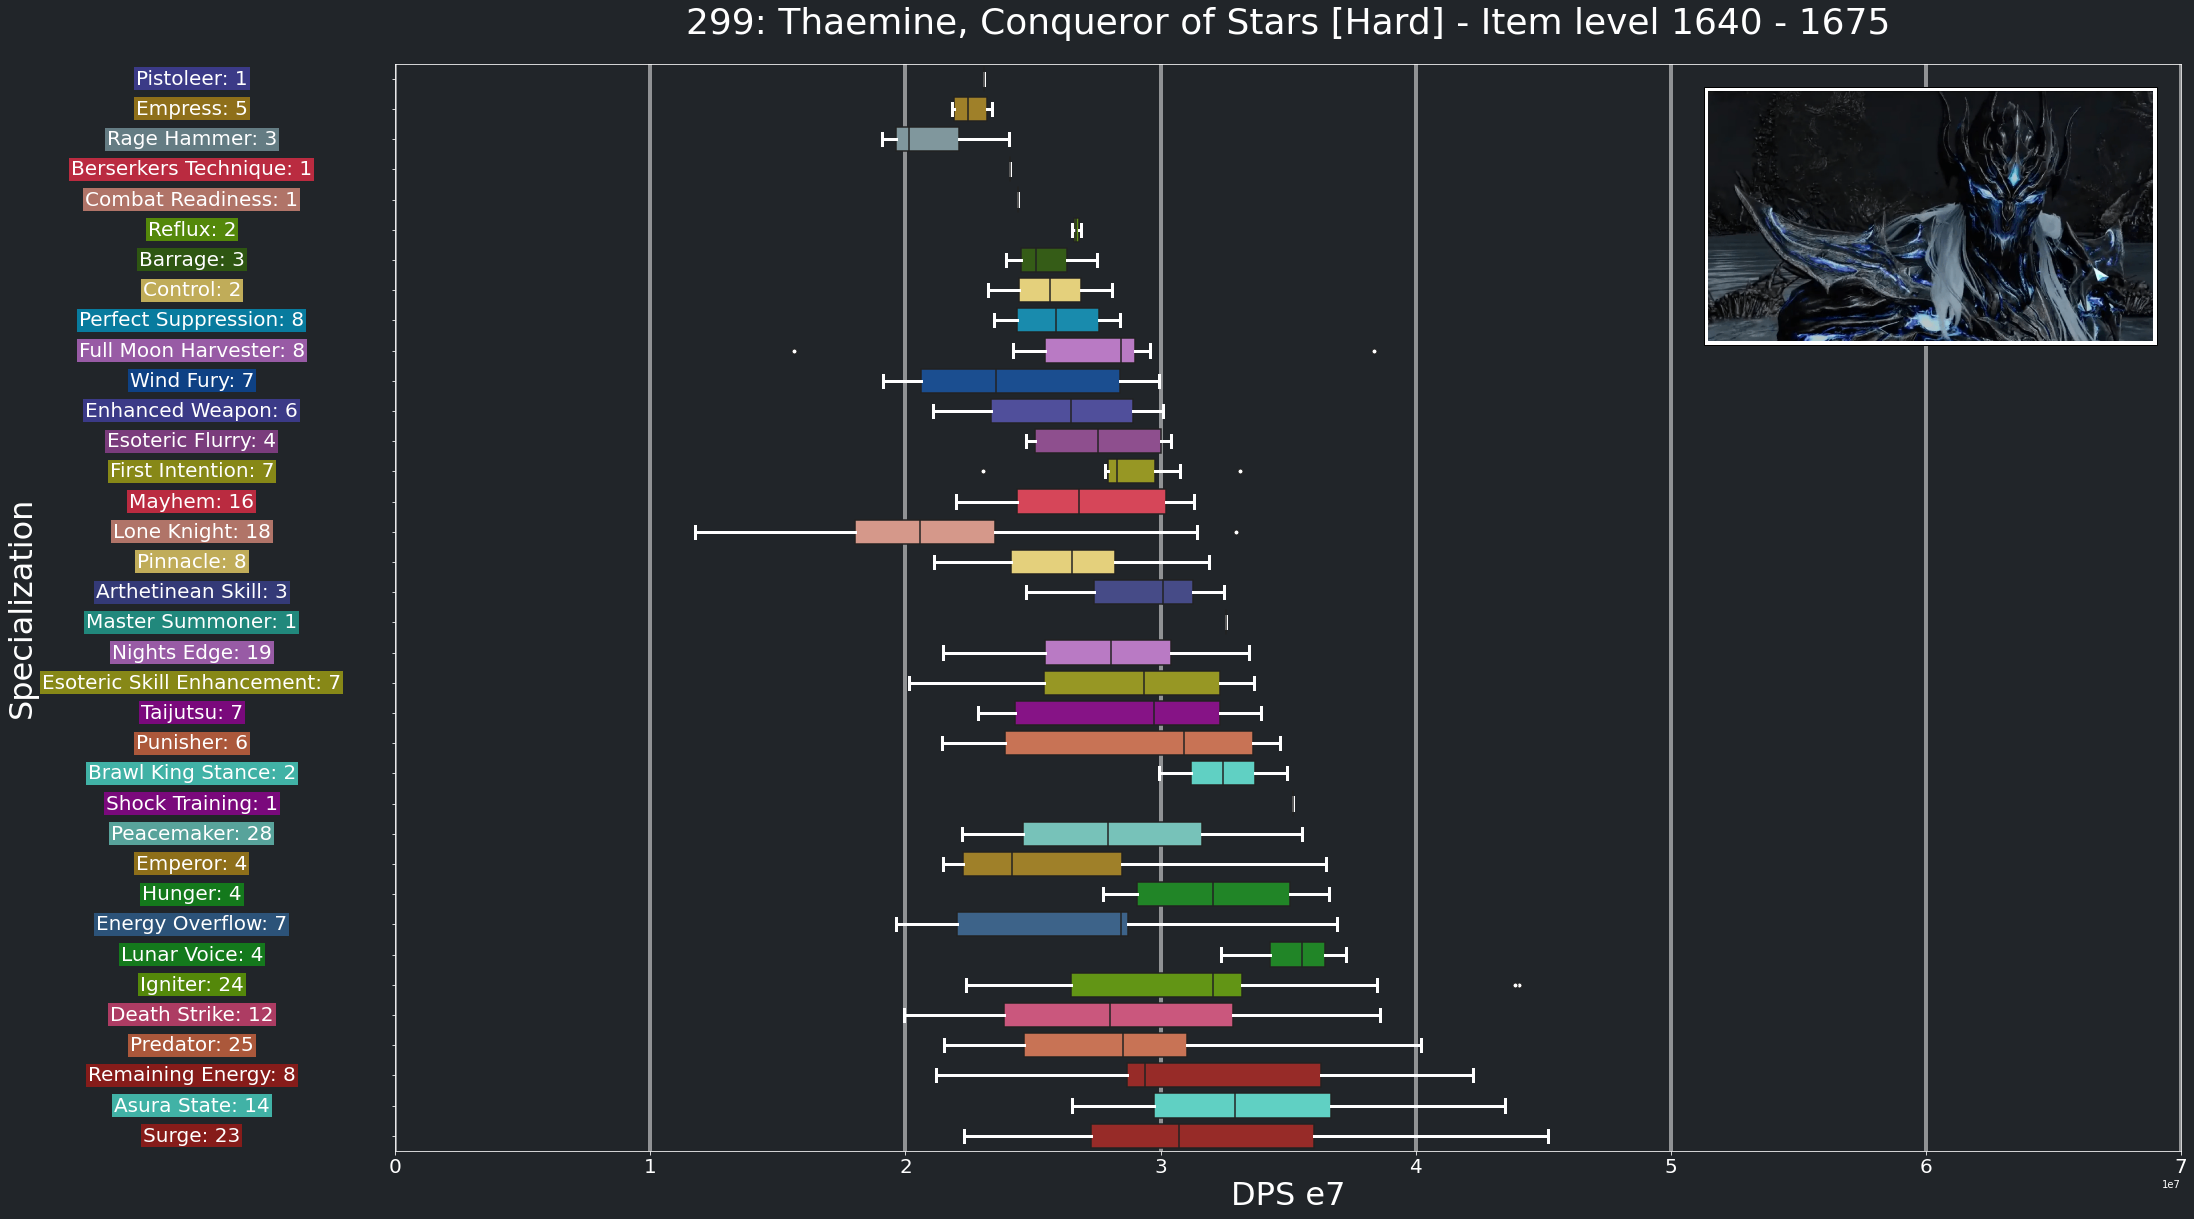 299: Thaemine, Conqueror of Stars [Hard] - Item level 1640 - 1675
Specialization
Pistoleer: 1
Empress: 5
Rage Hammer: 3
Berserkers Technique: 1
Combat Readiness: 1
Reflux: 2
Barrage: 3
Control: 2
Perfect Suppression: 8
Full Moon Harvester: 8
Wind Fury: 7
Enhanced Weapon: 6
Esoteric Flurry: 4
First Intention: 7
Mayhem: 16
Lone Knight: 18
Pinnacle: 8
Arthetinean Skill: 3
Master Summoner: 1
Nights Edge: 19
Esoteric Skill Enhancement: 7
Taijutsu: 7
Punisher: 6
Brawl King Stance: 2
Shock Training: 1
Peacemaker: 28
Emperor: 4
Hunger: 4
Energy Overflow: 7
Lunar Voice: 4
Igniter: 24
Death Strike: 12
Predator: 25
Remaining Energy: 8
Asura State: 14
Surge: 23
0 1 2 3 4 5 6 7
1e7
DPS e7